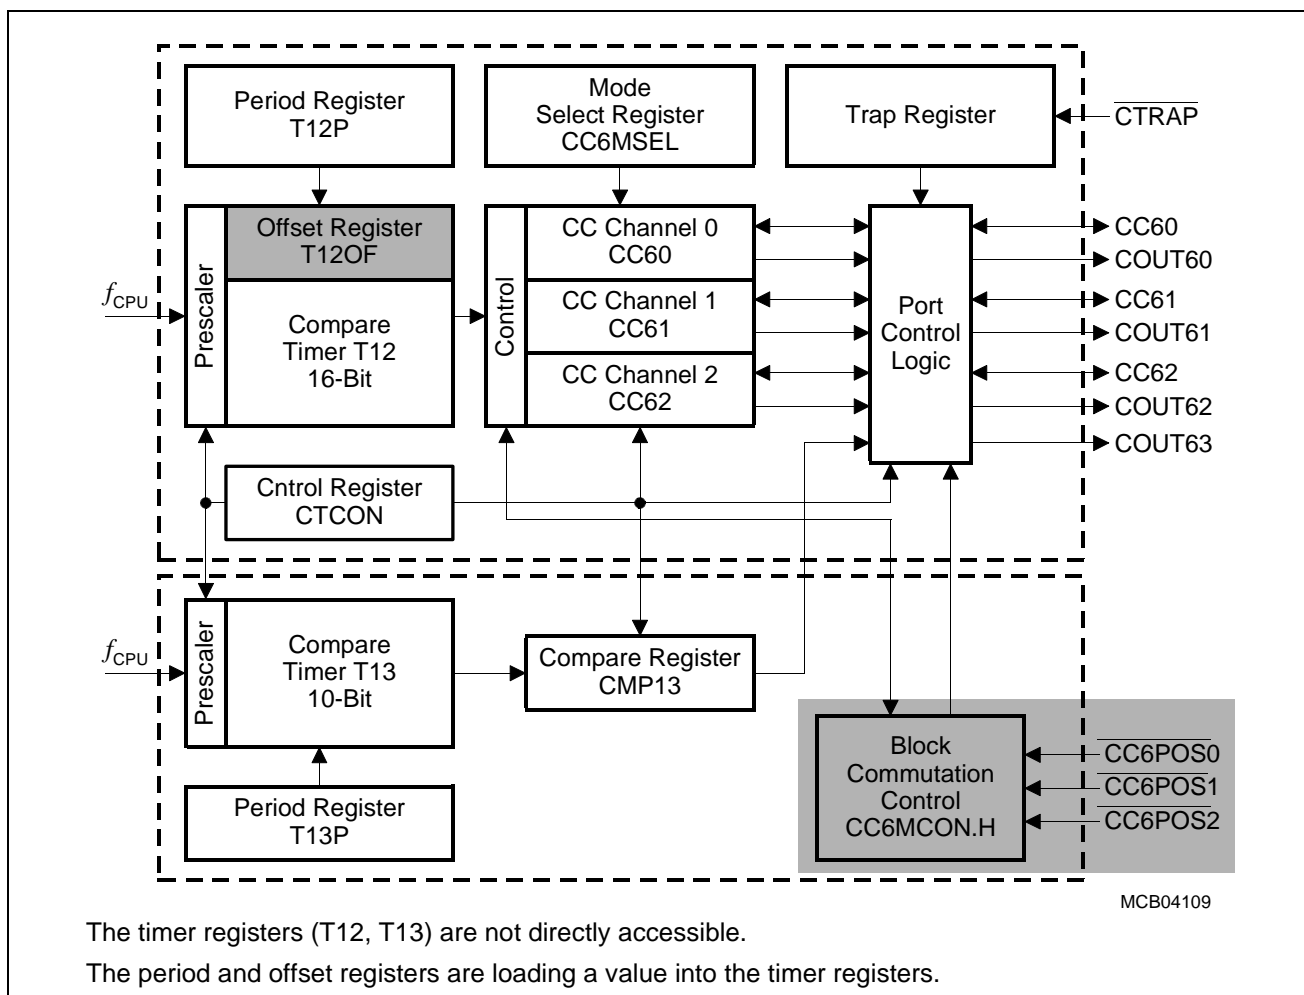 Period Register
T12P
Mode
Select Register
CC6MSEL
Trap Register
CTRAP
Prescaler
Offset Register
T12OF
Compare
Timer T12
16-Bit
fCPU
Control
CC Channel 0
CC60
CC Channel 1
CC61
CC Channel 2
CC62
Port
Control
Logic
CC60
COUT60
CC61
COUT61
CC62
COUT62
COUT63
Cntrol Register
CTCON
fCPU
Prescaler
Compare
Timer T13
10-Bit
Compare Register
CMP13
Period Register
T13P
Block
Commutation
Control
CC6MCON.H
CC6POS0
CC6POS1
CC6POS2
MCB04109
The timer registers (T12, T13) are not directly accessible.
The period and offset registers are loading a value into the timer registers.